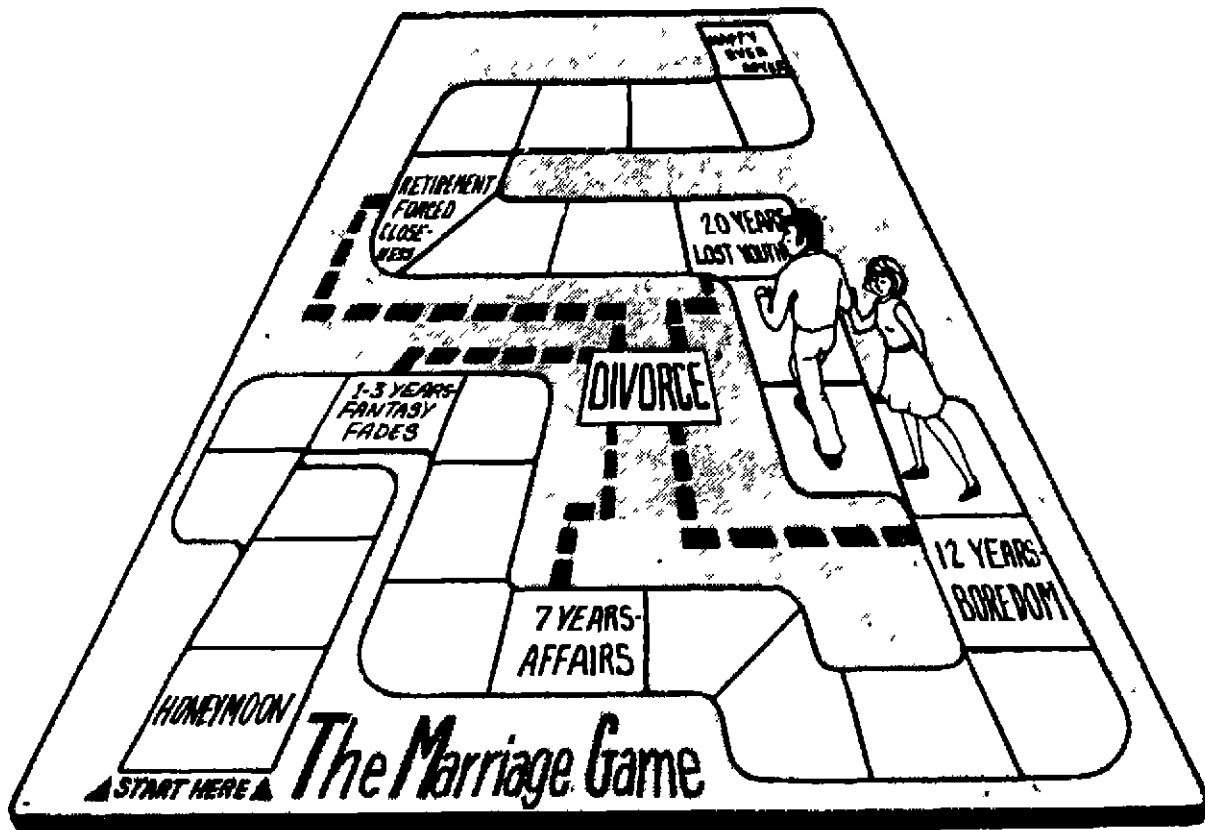 HAPPY
EVER
AFTER
RETIREMENT
FORCED
CLOSE-
NESS
20 YEARS
LOST YOUTH
DIVORCE
1-3 YEARS-
FANTASY
FADES
12 YEARS-
BOREDOM
7 YEARS-
AFFAIRS
HONEYMOON
START HERE
The Marriage Game